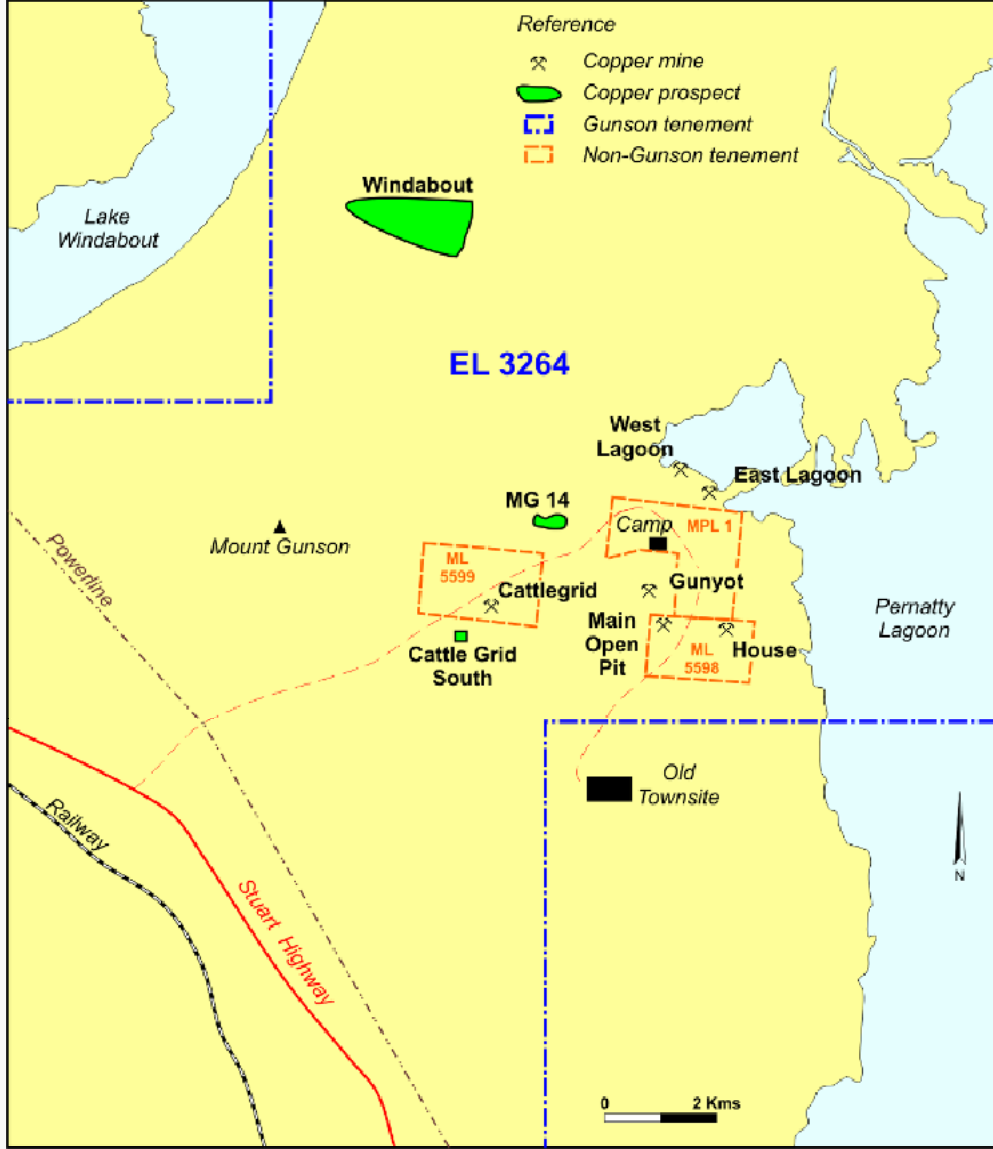 Reference
Copper mine
Copper prospect
Gunson tenement
Non-Gunson tenement
Windabout
Lake
Windabout
EL 3264
West
Lagoon
East Lagoon
MG 14
Camp
MPL 1
Mount Gunson
ML
5599
Cattlegrid
Gunyot
Powerline
Pernatty
Lagoon
Main
Open
Pit
House
ML
5598
Cattle Grid
South
Old
Townsite
Railway
Stuart Highway
N
0 2 Kms